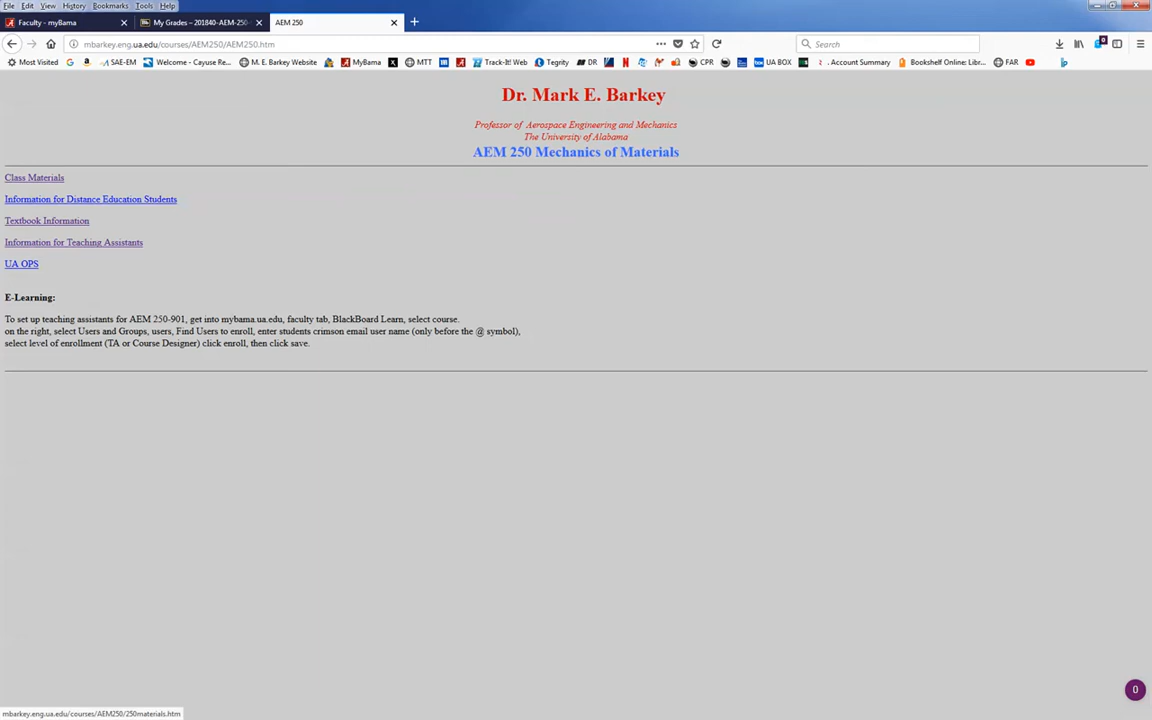 File Edit View History Bookmarks Tools Help
Faculty - myBama
My Grades – 201840-AEM-250-
AEM 250
mbarkey.eng.ua.edu/courses/AEM250/AEM250.htm
Search
0
Most Visited
SAE-EM
Welcome - Cayuse Re...
M. E. Barkey Website
MyBama
MTT
Track-It! Web
Tegrity
DR
CPR
UA BOX
Account Summary
Bookshelf Online: Libr...
FAR
Dr. Mark E. Barkey
Professor of Aerospace Engineering and Mechanics
The University of Alabama
AEM 250 Mechanics of Materials
Class Materials
Information for Distance Education Students
Textbook Information
Information for Teaching Assistants
UA OPS
E-Learning:
To set up teaching assistants for AEM 250-901, get into mybama.ua.edu, faculty tab, BlackBoard Learn, select course.
on the right, select Users and Groups, users, Find Users to enroll, enter students crimson email user name (only before the @ symbol),
select level of enrollment (TA or Course Designer) click enroll, then click save.
0
mbarkey.eng.ua.edu/courses/AEM250/250materials.htm